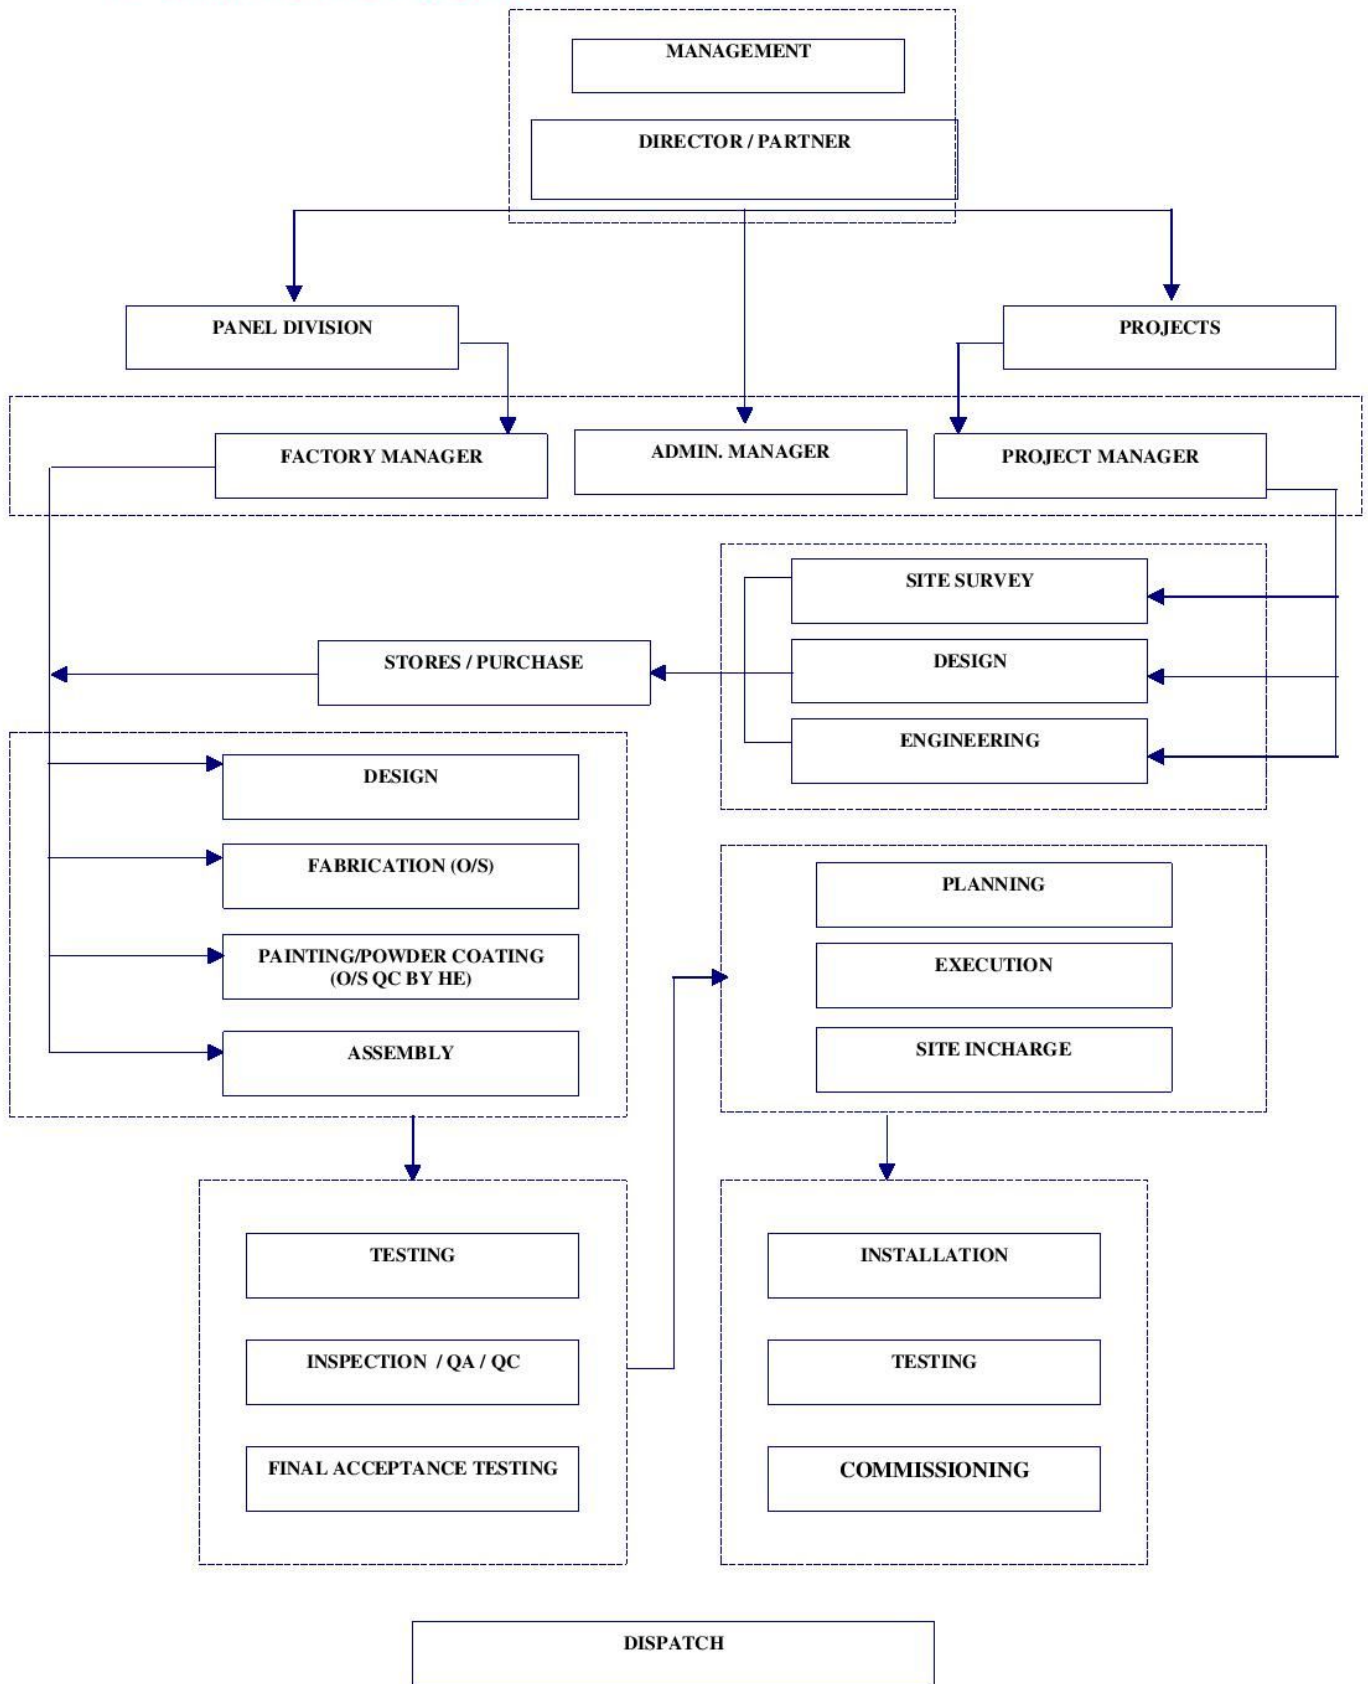 MANAGEMENT
DIRECTOR / PARTNER
PANEL DIVISION
PROJECTS
FACTORY MANAGER
ADMIN. MANAGER
PROJECT MANAGER
SITE SURVEY
STORES / PURCHASE
DESIGN
ENGINEERING
DESIGN
FABRICATION (O/S)
PAINTING/POWDER COATING
(O/S QC BY HE)
ASSEMBLY
PLANNING
EXECUTION
SITE INCHARGE
TESTING
INSPECTION / QA / QC
FINAL ACCEPTANCE TESTING
INSTALLATION
TESTING
COMMISSIONING
DISPATCH